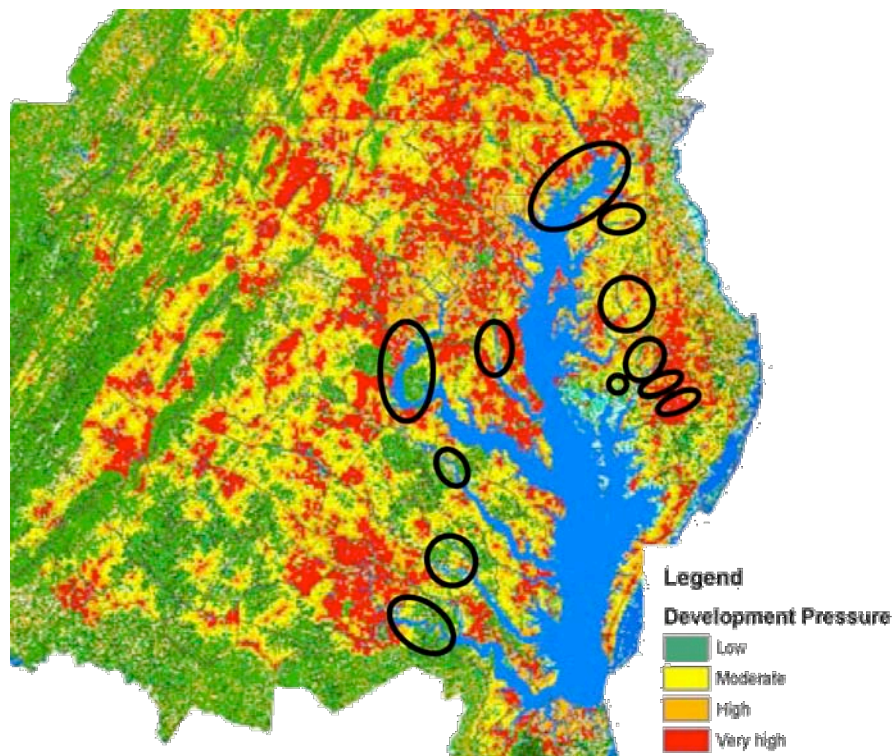 Legend
Development Pressure
Low
Moderate
High
Very high